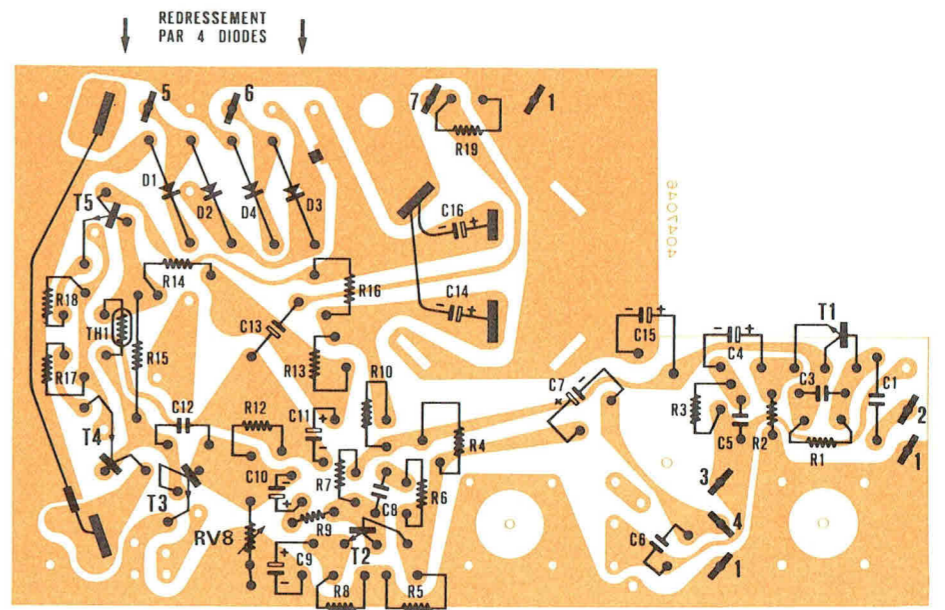 REDRESSEMENT
PAR 4 DIODES
5
6
7
1
R19
D1
D2
D4
D3
T5
C16
- +
4407046
R14
R18
R16
TH1
C14
- +
C13
- +
C15
T1
- +
C4
R15
R13
R17
R10
C7
- +
R3
C3
C1
C12
R12
C11
+
-
T4
R4
C5
R2
2
R1
1
C10
-
+
R7
R6
T3
C8
3
R9
RV8
T2
C6
4
+
C9
-
1
R8
R5